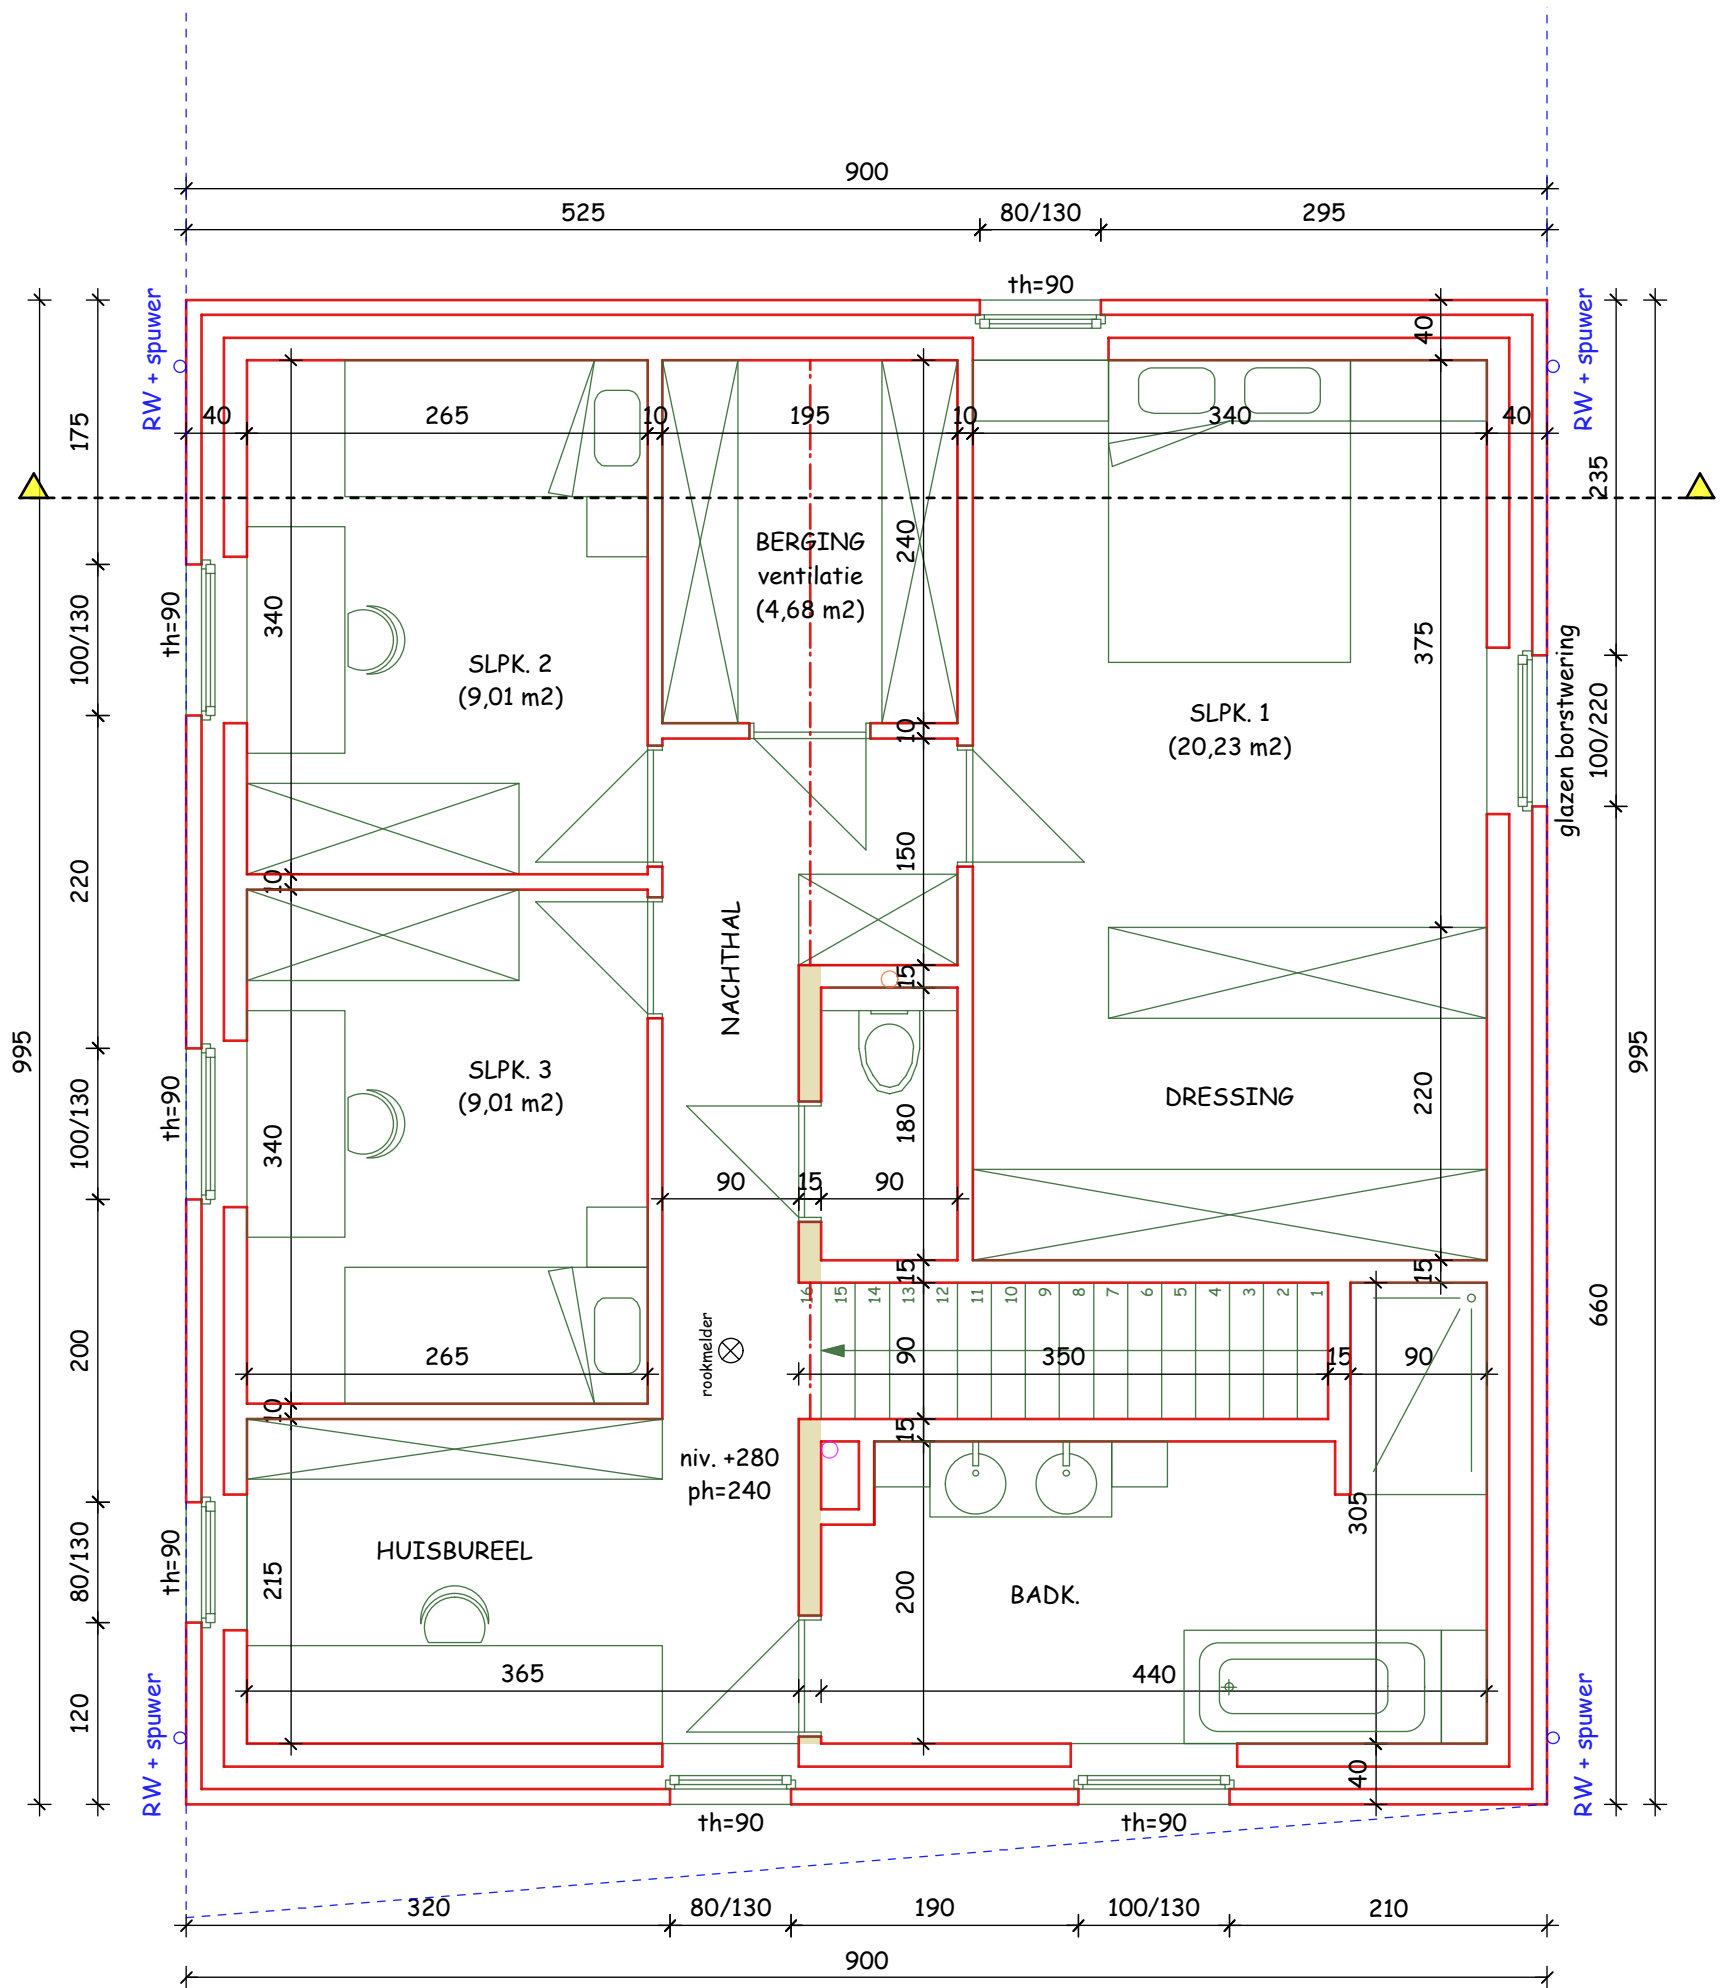 900
525
80/130
295
th=90
RW + spuwer
RW + spuwer
40
175
40
265
10
195
10
340
40
235
BERGING
ventilatie
(4,68 m2)
240
340
th=90
100/130
375
SLPK. 2
(9,01 m2)
SLPK. 1
(20,23 m2)
glazen borstwering
100/220
10
150
220
10
NACHTHAL
15
995
995
SLPK. 3
(9,01 m2)
DRESSING
220
th=90
100/130
340
180
90
15
90
15
15
16
15
14
13
12
11
10
9
8
7
6
5
4
3
2
1
660
200
265
rookmelder
90
350
15
90
10
15
niv. +280
ph=240
305
HUISBUREEL
th=90
80/130
215
200
BADK.
365
440
120
RW + spuwer
RW + spuwer
40
th=90
th=90
320
80/130
190
100/130
210
900